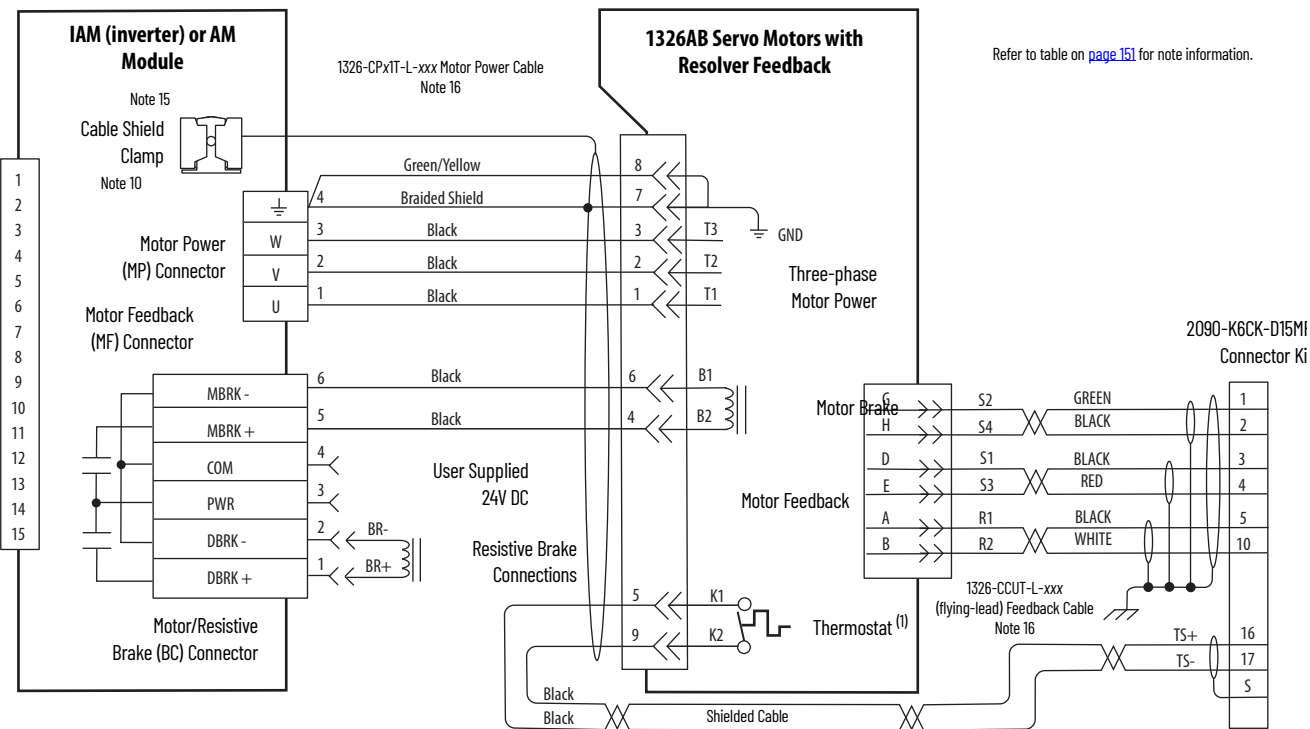 IAM (inverter) or AM
Module
1326-CPx1T-L-xxx Motor Power Cable
Note 16
1326AB Servo Motors with
Resolver Feedback
Refer to table on page 151 for note information.
Note 15
Cable Shield
Clamp
Note 10
1
2
3
4
5
6
7
8
9
10
11
12
13
14
15
Motor Power
(MP) Connector
Motor Feedback
(MF) Connector
4 Green/Yellow 8
Braided Shield 7
W 3 Black 3 T3
V 2 Black 2 T2
U 1 Black 1 T1
GND
Three-phase
Motor Power
MBRK - 6 Black 6 B1
MBRK + 5 Black 4 B2
COM 4
PWR 3
DBRK - 2 BR-
DBRK + 1 BR+
User Supplied
24V DC
Resistive Brake
Connections
Motor/Resistive
Brake (BC) Connector
Motor Brake
Motor Feedback
2090-K6CK-D15M
Connector Ki
G S2 GREEN 1
H S4 BLACK 2
D S1 BLACK 3
E S3 RED 4
A R1 BLACK 5
B R2 WHITE 10
1326-CCUT-L-xxx
(flying-lead) Feedback Cable
Note 16
5 K1
9 K2
Thermostat (1)
TS+ 16
TS- 17
S
Black
Black
Shielded Cable